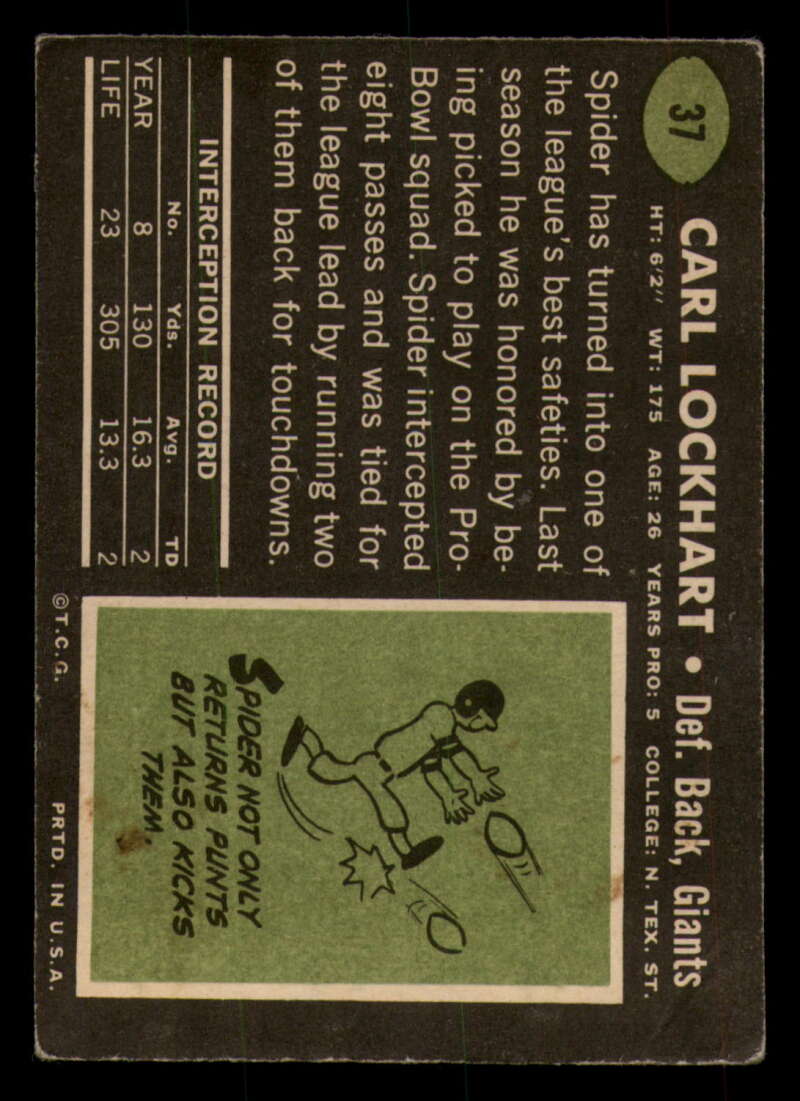 37
CARL LOCKHART • Def. Back, Giants
HT: 6'2" WT: 175 AGE: 26 YEARS PRO: 5 COLLEGE: N. TEX. ST.
Spider has turned into one of
the league's best safeties. Last
season he was honored by be-
ing picked to play on the Pro-
Bowl squad. Spider intercepted
eight passes and was tied for
the league lead by running two
of them back for touchdowns.
INTERCEPTION RECORD
No. Yds. Avg. TD
YEAR 8 130 16.3 2
LIFE 23 305 13.3 2
SPIDER NOT ONLY
RETURNS PUNTS
BUT ALSO KICKS
THEM.
©T.C.G. PRTD. IN U.S.A.